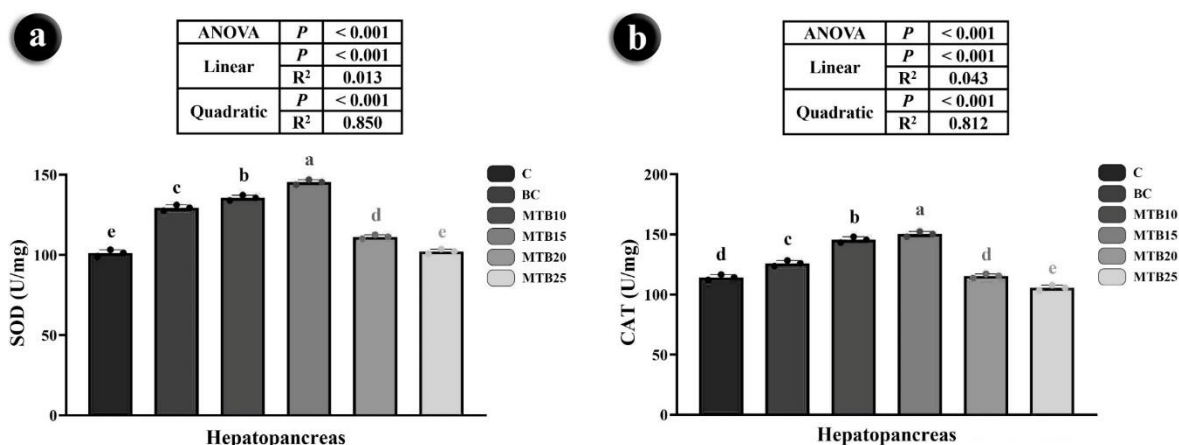 a
ANOVA P < 0.001
Linear P < 0.001
R² 0.013
Quadratic P < 0.001
R² 0.850
SOD (U/mg)
150
100
50
0
e
c
b
a
d
e
C
BC
MTB10
MTB15
MTB20
MTB25
Hepatopancreas
b
ANOVA P < 0.001
Linear P < 0.001
R² 0.043
Quadratic P < 0.001
R² 0.812
CAT (U/mg)
200
150
100
50
0
d
c
b
a
d
e
C
BC
MTB10
MTB15
MTB20
MTB25
Hepatopancreas